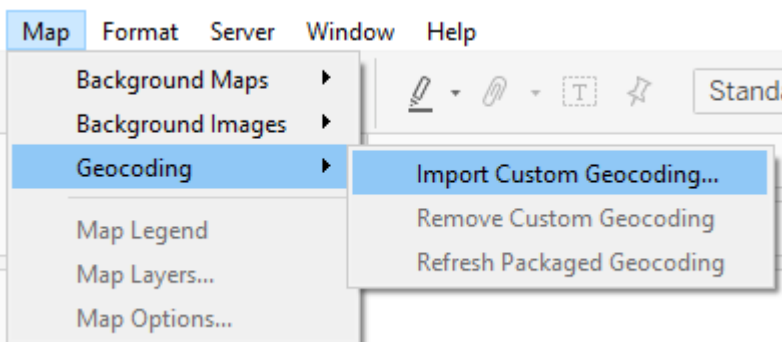 Map Format Server Window Help
Background Maps
Background Images
Geocoding
Map Legend
Map Layers...
Map Options...
T
Standa
Import Custom Geocoding...
Remove Custom Geocoding
Refresh Packaged Geocoding